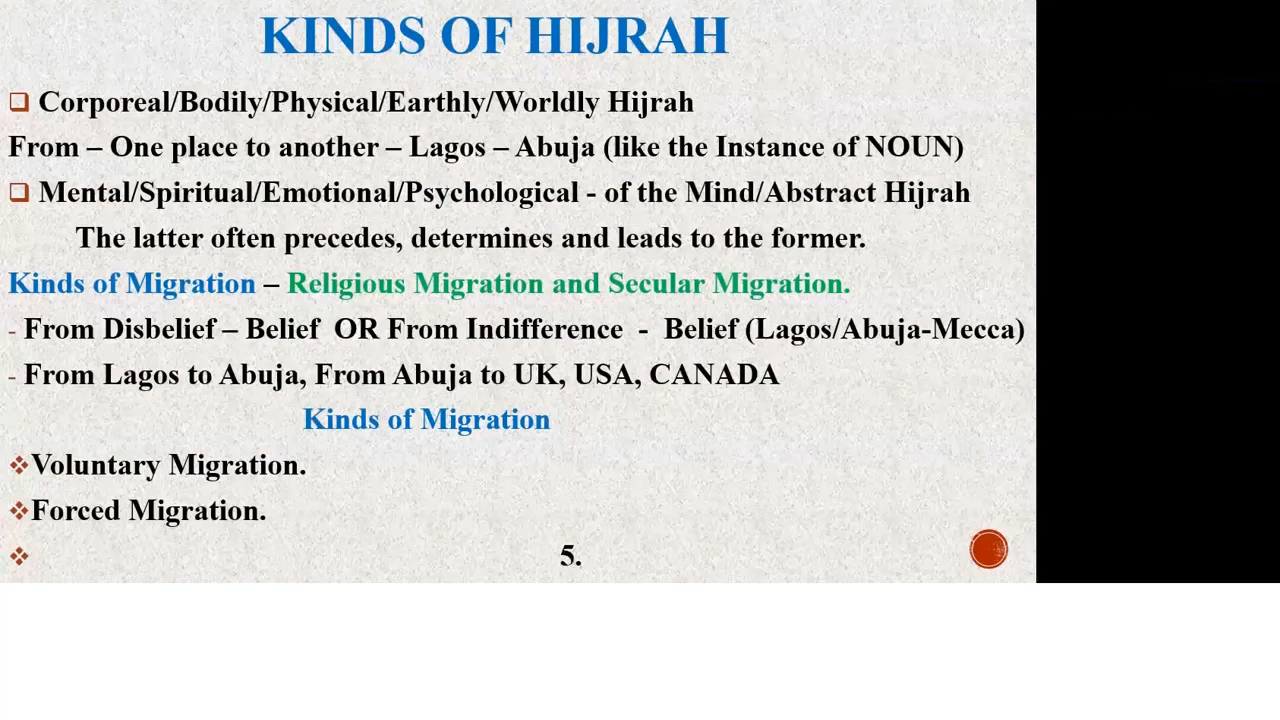 KINDS OF HIJRAH
Corporeal/Bodily/Physical/Earthly/Worldly Hijrah
From – One place to another – Lagos – Abuja (like the Instance of NOUN)
Mental/Spiritual/Emotional/Psychological - of the Mind/Abstract Hijrah
The latter often precedes, determines and leads to the former.
Kinds of Migration – Religious Migration and Secular Migration.
- From Disbelief – Belief OR From Indifference - Belief (Lagos/Abuja-Mecca)
- From Lagos to Abuja, From Abuja to UK, USA, CANADA
Kinds of Migration
Voluntary Migration.
Forced Migration.
5.